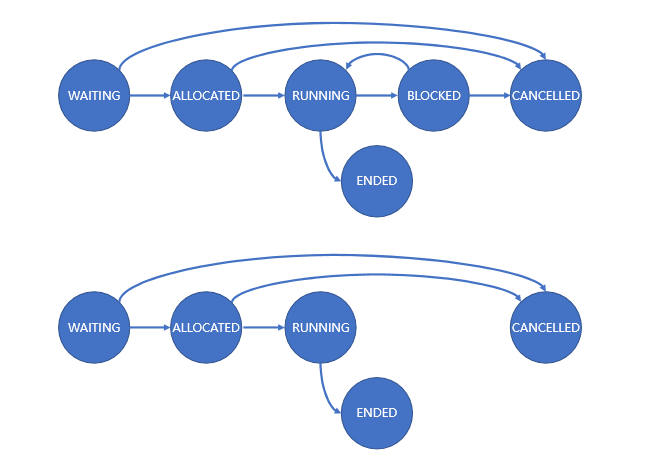 WAITING
ALLOCATED
RUNNING
BLOCKED
CANCELLED
ENDED
WAITING
ALLOCATED
RUNNING
CANCELLED
ENDED